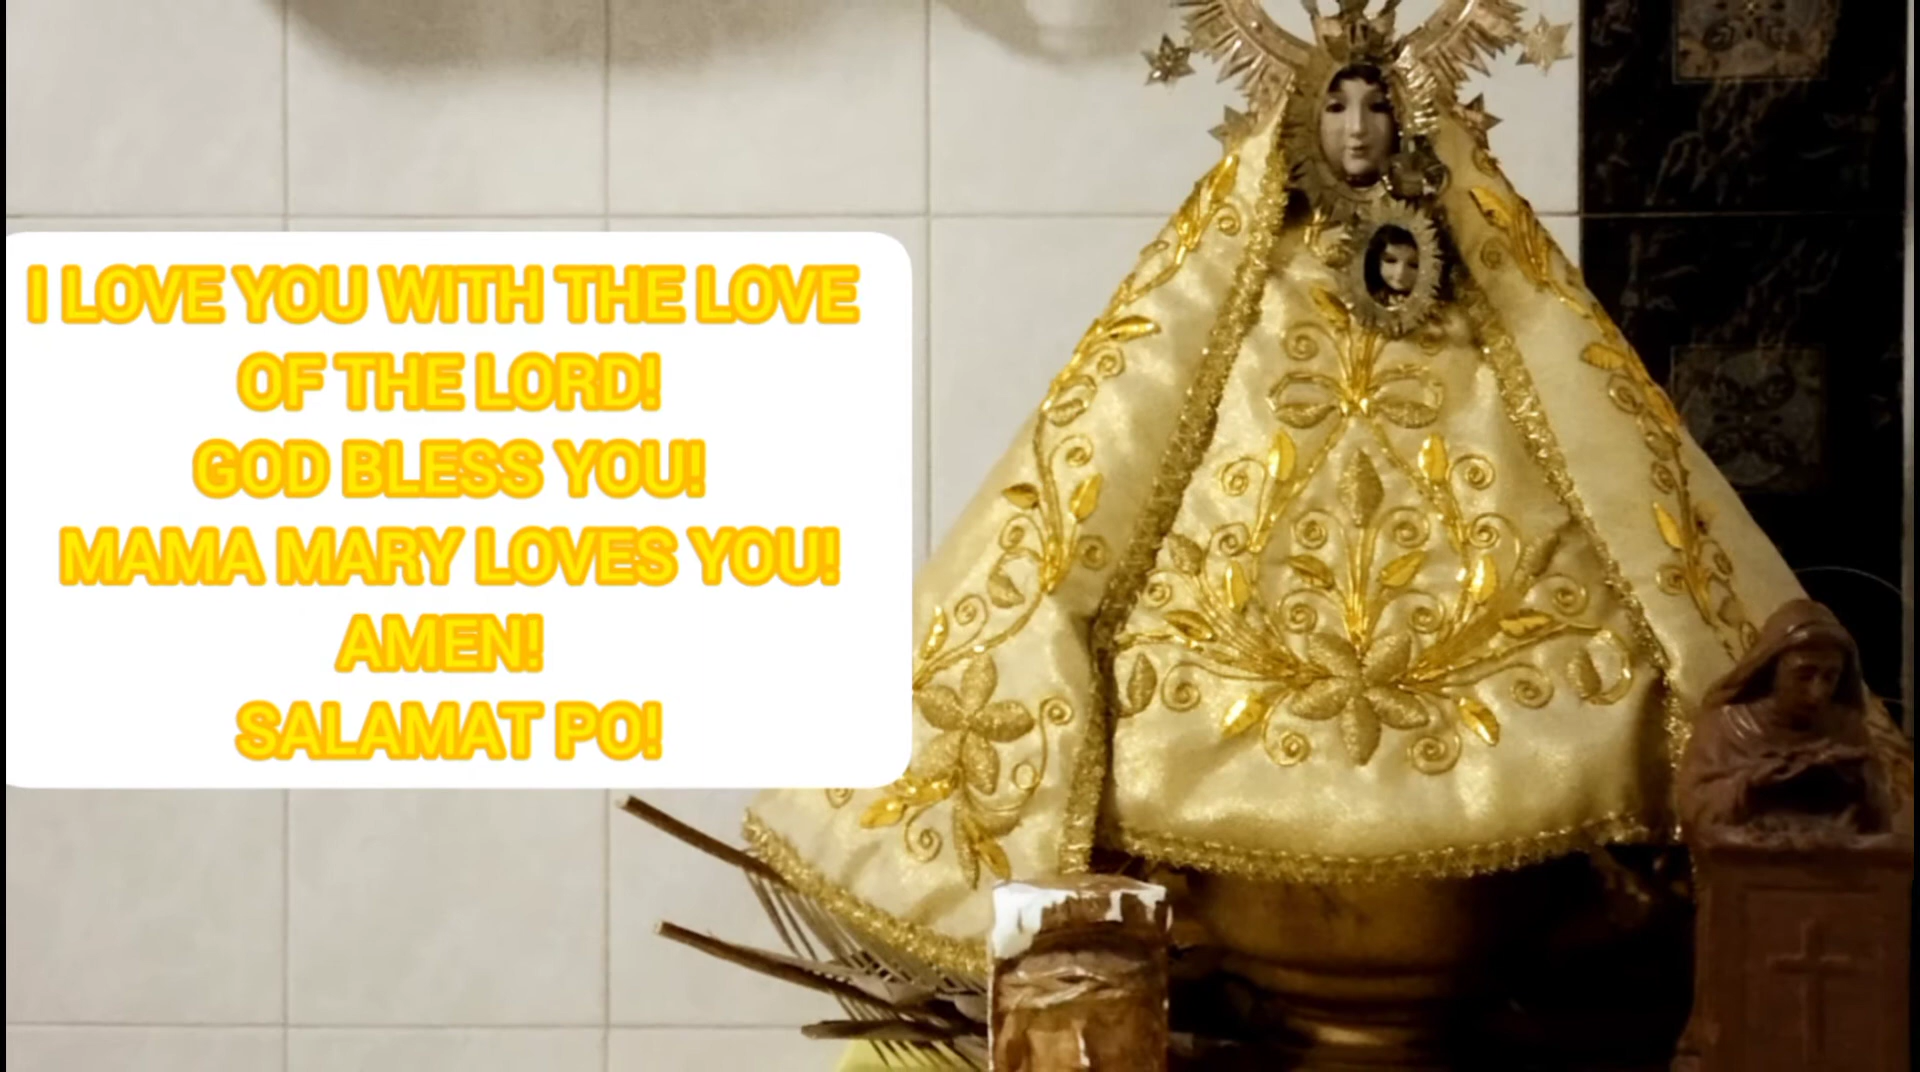 I LOVE YOU WITH THE LOVE
OF THE LORD!
GOD BLESS YOU!
MAMA MARY LOVES YOU!
AMEN!
SALAMAT PO!